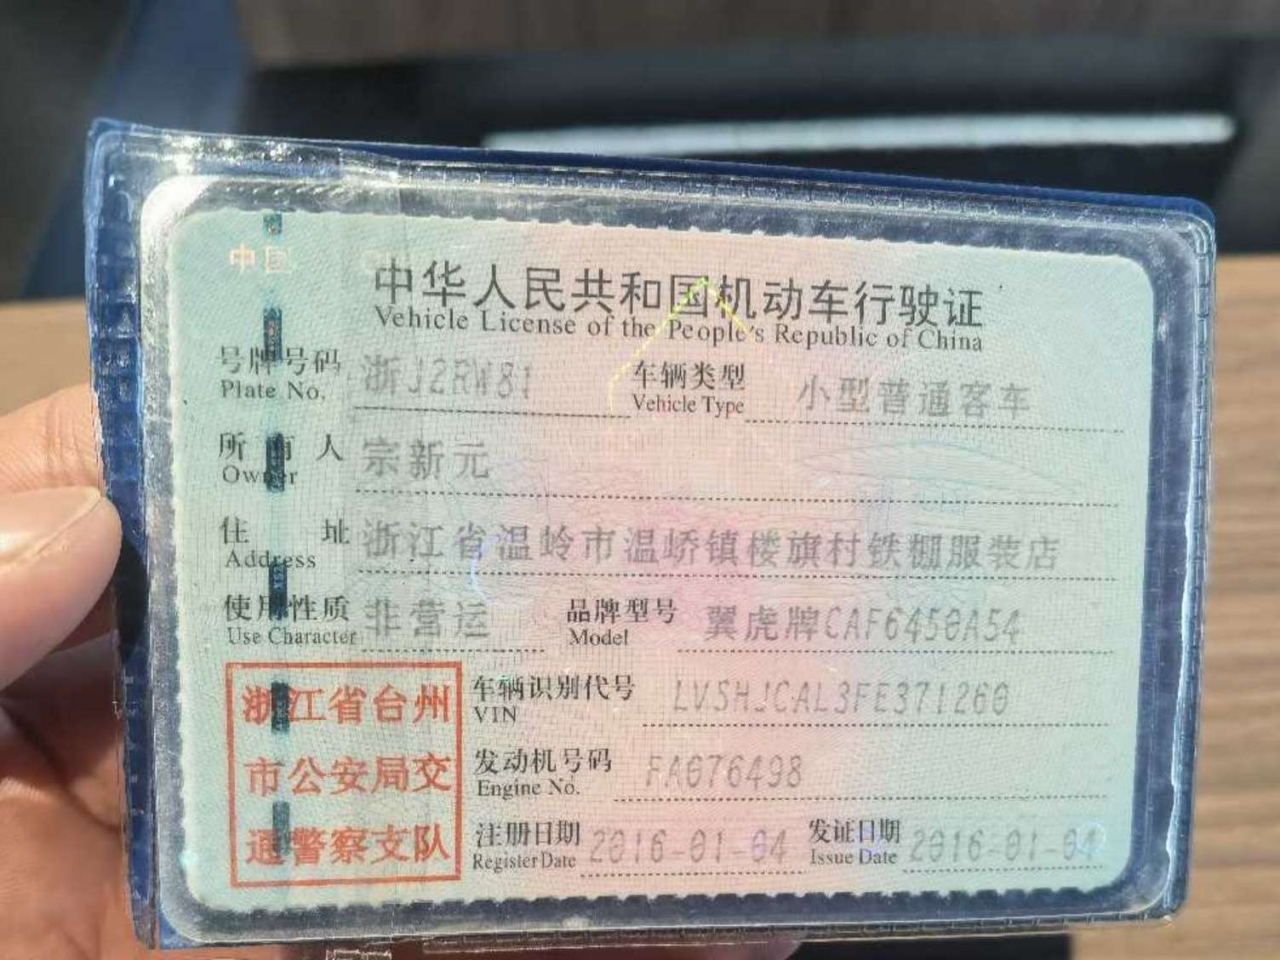 中国
中华人民共和国机动车行驶证
Vehicle License of the People's Republic of China
号牌号码 浙J2RW81 车辆类型 小型普通客车
Plate No. Vehicle Type
所有人 宗新元
Owner
住址 浙江省温岭市温峤镇楼旗村铁棚服装店
Address
使用性质 非营运 品牌型号 翼虎牌CAF6450A54
Use Character Model
浙江省台州
市公安局交
通警察支队
车辆识别代号 LVSHJCAL3FE371260
VIN
发动机号码 FA076498
Engine No.
注册日期 2016-01-04 发证日期 2016-01-04
Register Date Issue Date